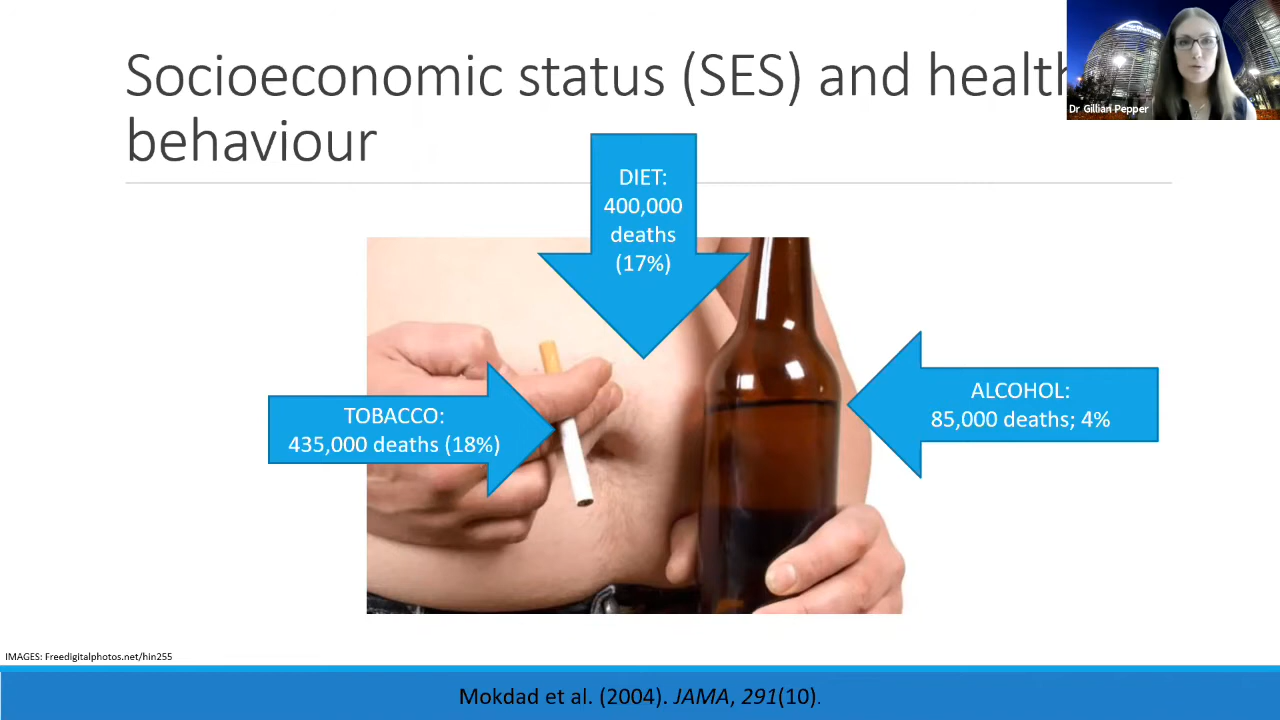 Socioeconomic status (SES) and health
behaviour
Dr Gillian Pepper
DIET:
400,000
deaths
(17%)
TOBACCO:
435,000 deaths (18%)
ALCOHOL:
85,000 deaths; 4%
IMAGES: Freedigitalphotos.net/hin255
Mokdad et al. (2004). JAMA, 291(10).